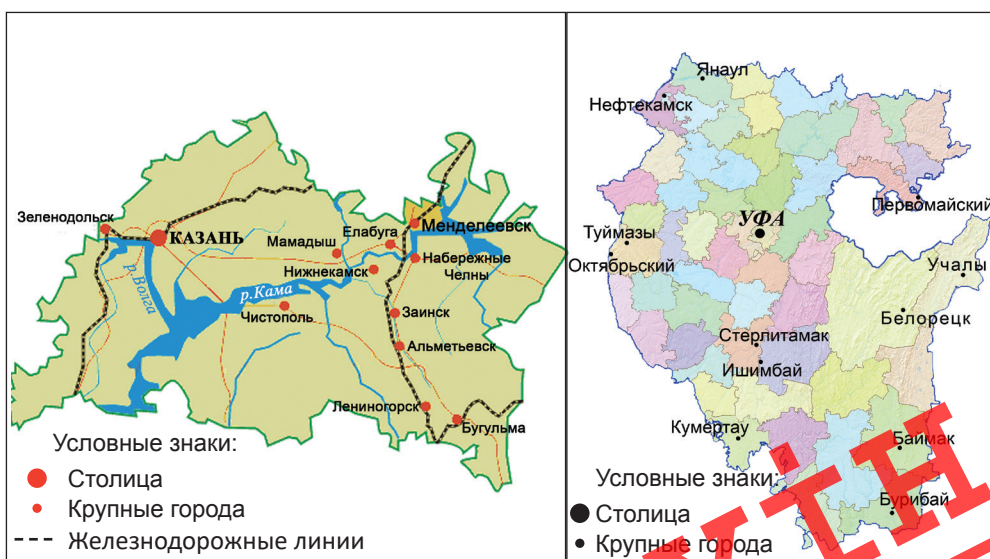 Зеленодольск
КАЗАНЬ
Мамадыш
Елабуга
Менделеевск
Нижнекамск
Набережные
Челны
р.Волга
р.Кама
Чистополь
Заинск
Альметьевск
Лениногорск
Бугульма
Условные знаки:
Столица
Крупные города
Железнодорожные линии
Янаул
Нефтекамск
Первомайский
УФА
Туймазы
Октябрьский
Учалы
Белорецк
Стерлитамак
Ишимбай
Кумертау
Баймак
Бурибай
Условные знаки:
Столица
Крупные города